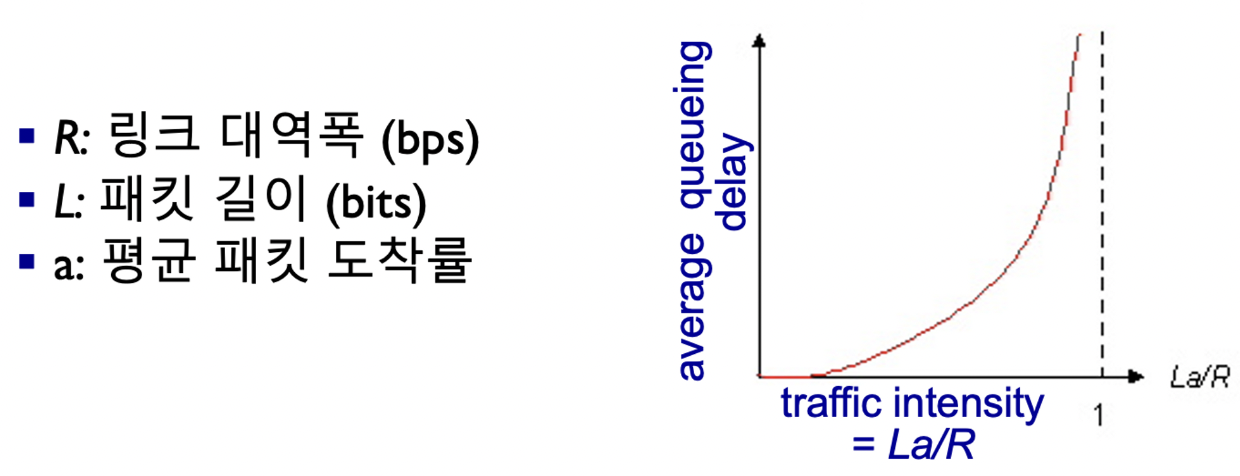 R: 링크 대역폭 (bps)
L: 패킷 길이 (bits)
a: 평균 패킷 도착률
average queueing
delay
traffic intensity
= La/R
1
La/R